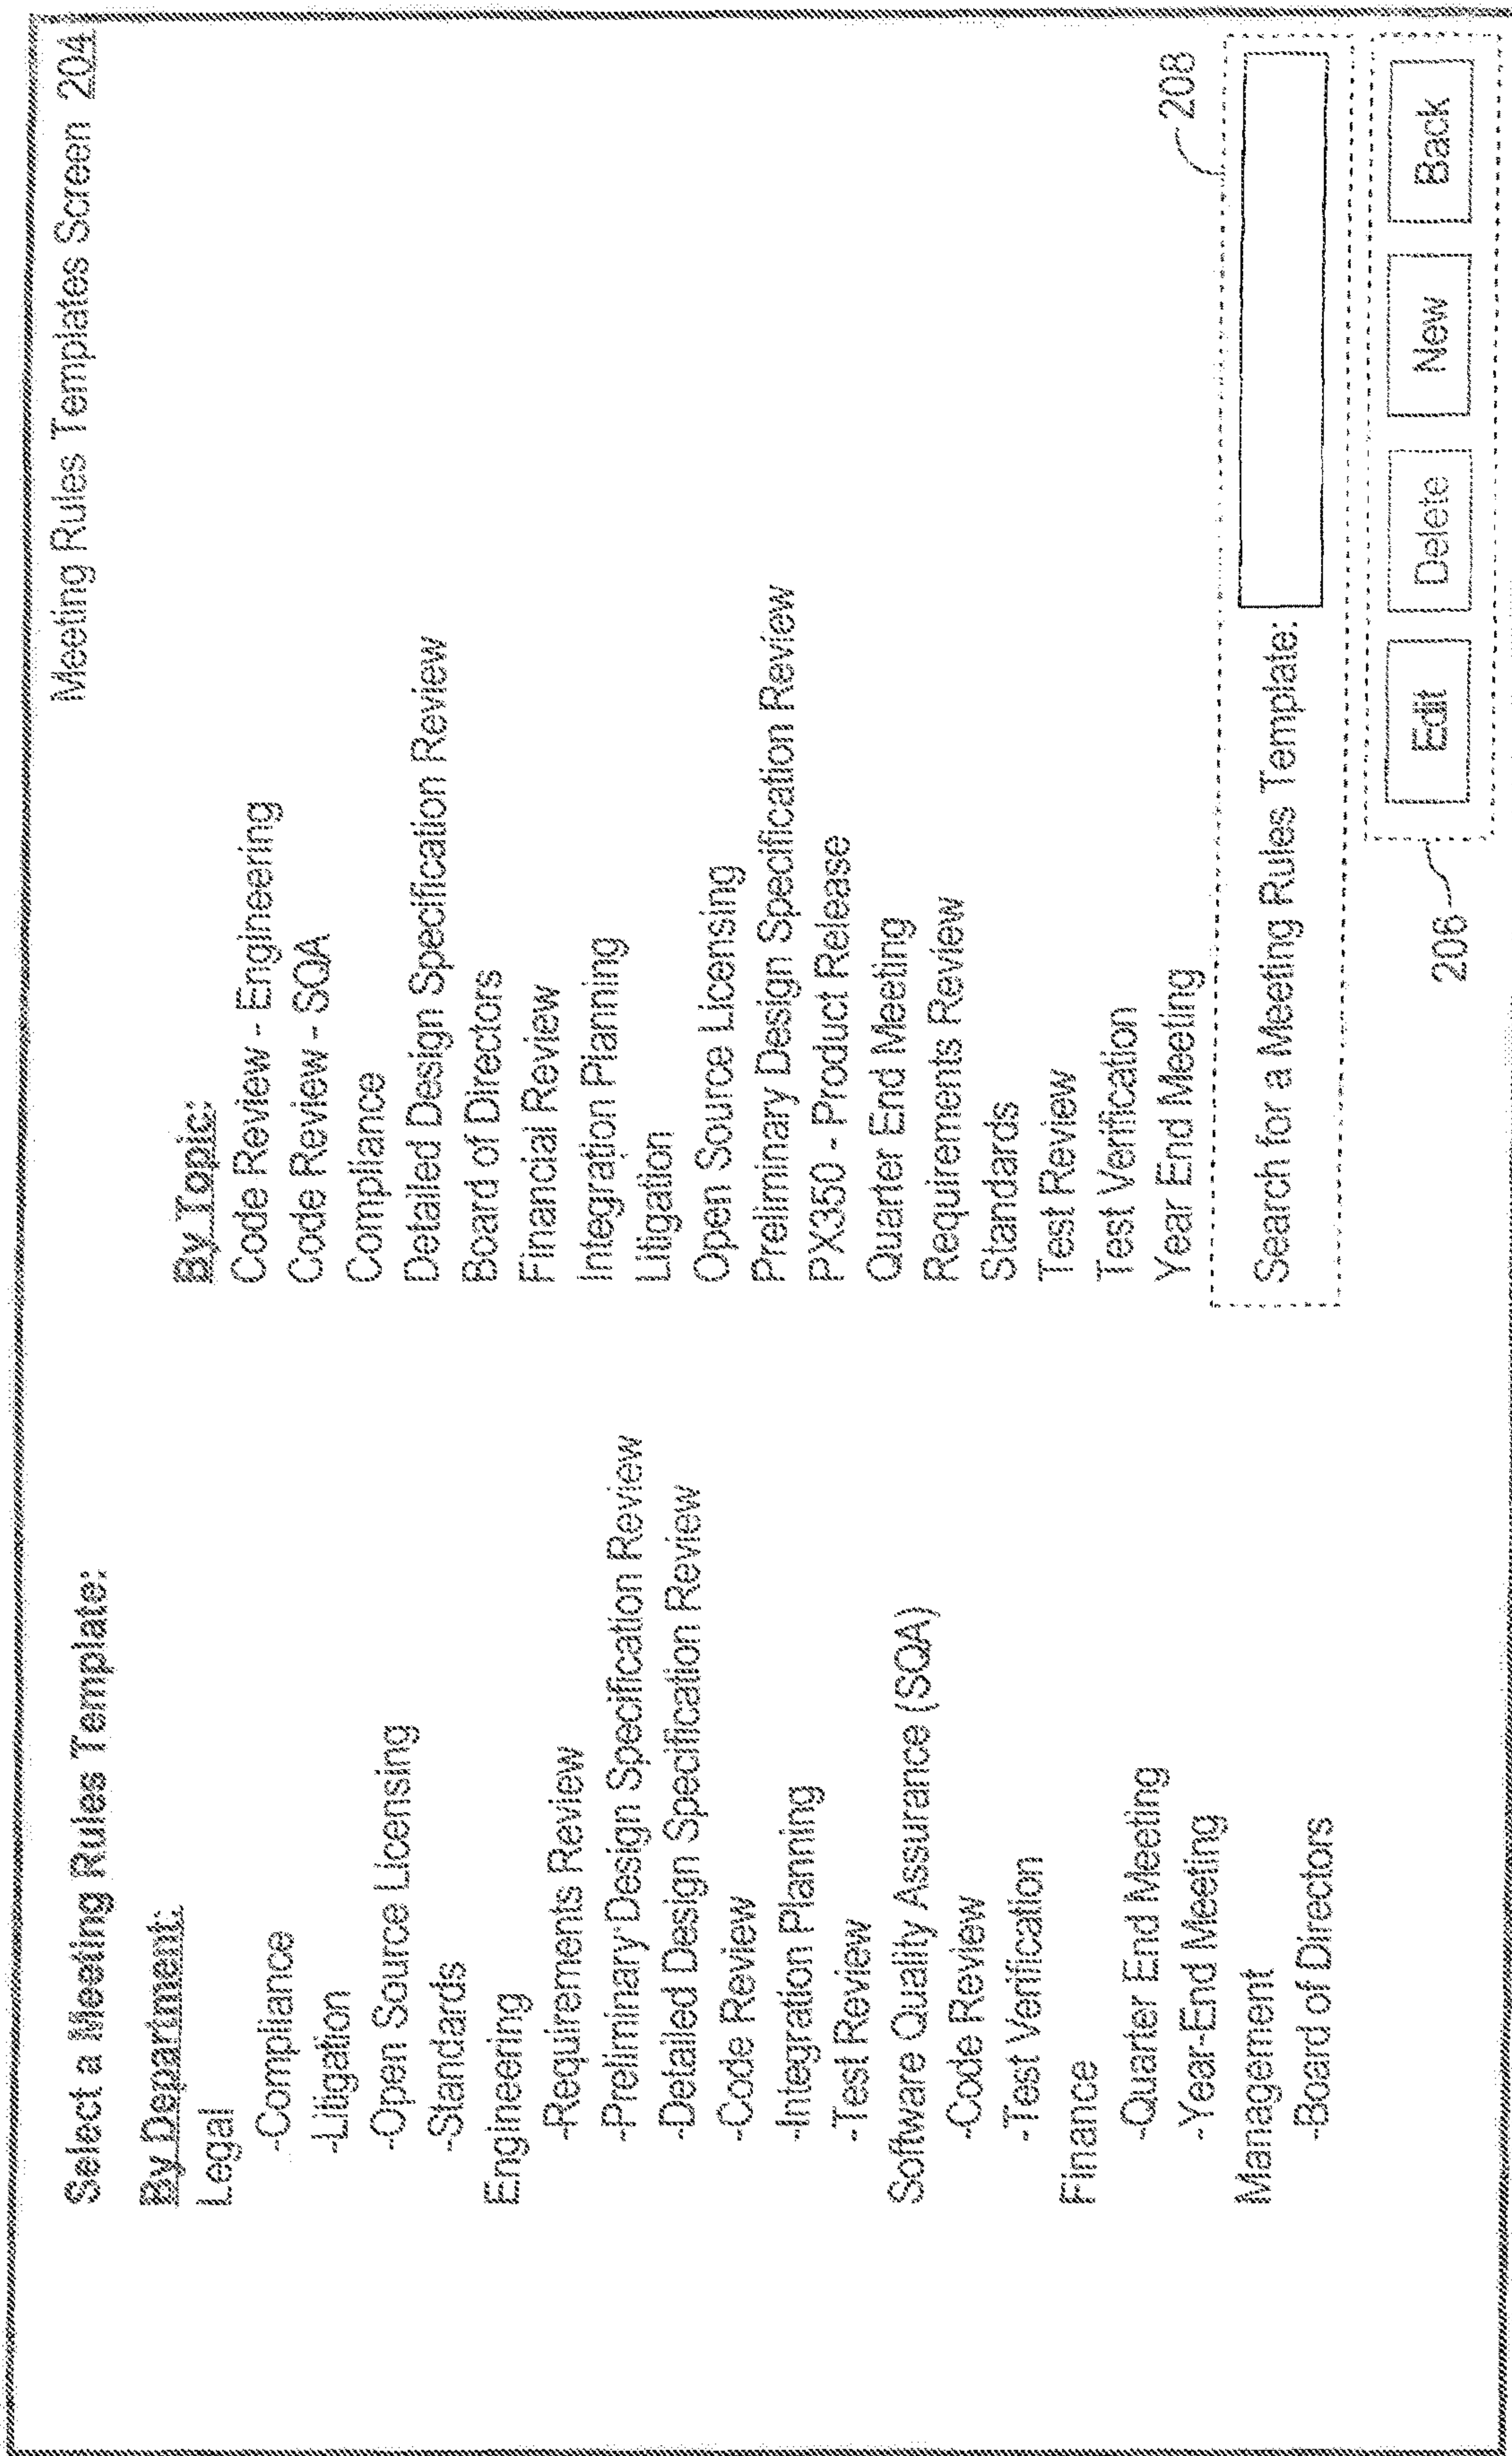 Meeting Rules Templates Screen 204
Select a Meeting Rules Template:
By Department:
Legal
-Compliance
-Litigation
-Open Source Licensing
-Standards
Engineering
-Requirements Review
-Preliminary Design Specification Review
-Detailed Design Specification Review
-Code Review
-Integration Planning
-Test Review
Software Quality Assurance (SQA)
-Code Review
-Test Verification
Finance
-Quarter End Meeting
-Year-End Meeting
Management
-Board of Directors
By Topic:
Code Review - Engineering
Code Review - SQA
Compliance
Detailed Design Specification Review
Board of Directors
Financial Review
Integration Planning
Litigation
Open Source Licensing
Preliminary Design Specification Review
PX350 - Product Release
Quarter End Meeting
Requirements Review
Standards
Test Review
Test Verification
Year End Meeting
208
Search for a Meeting Rules Template:
206
Edit
Delete
New
Back